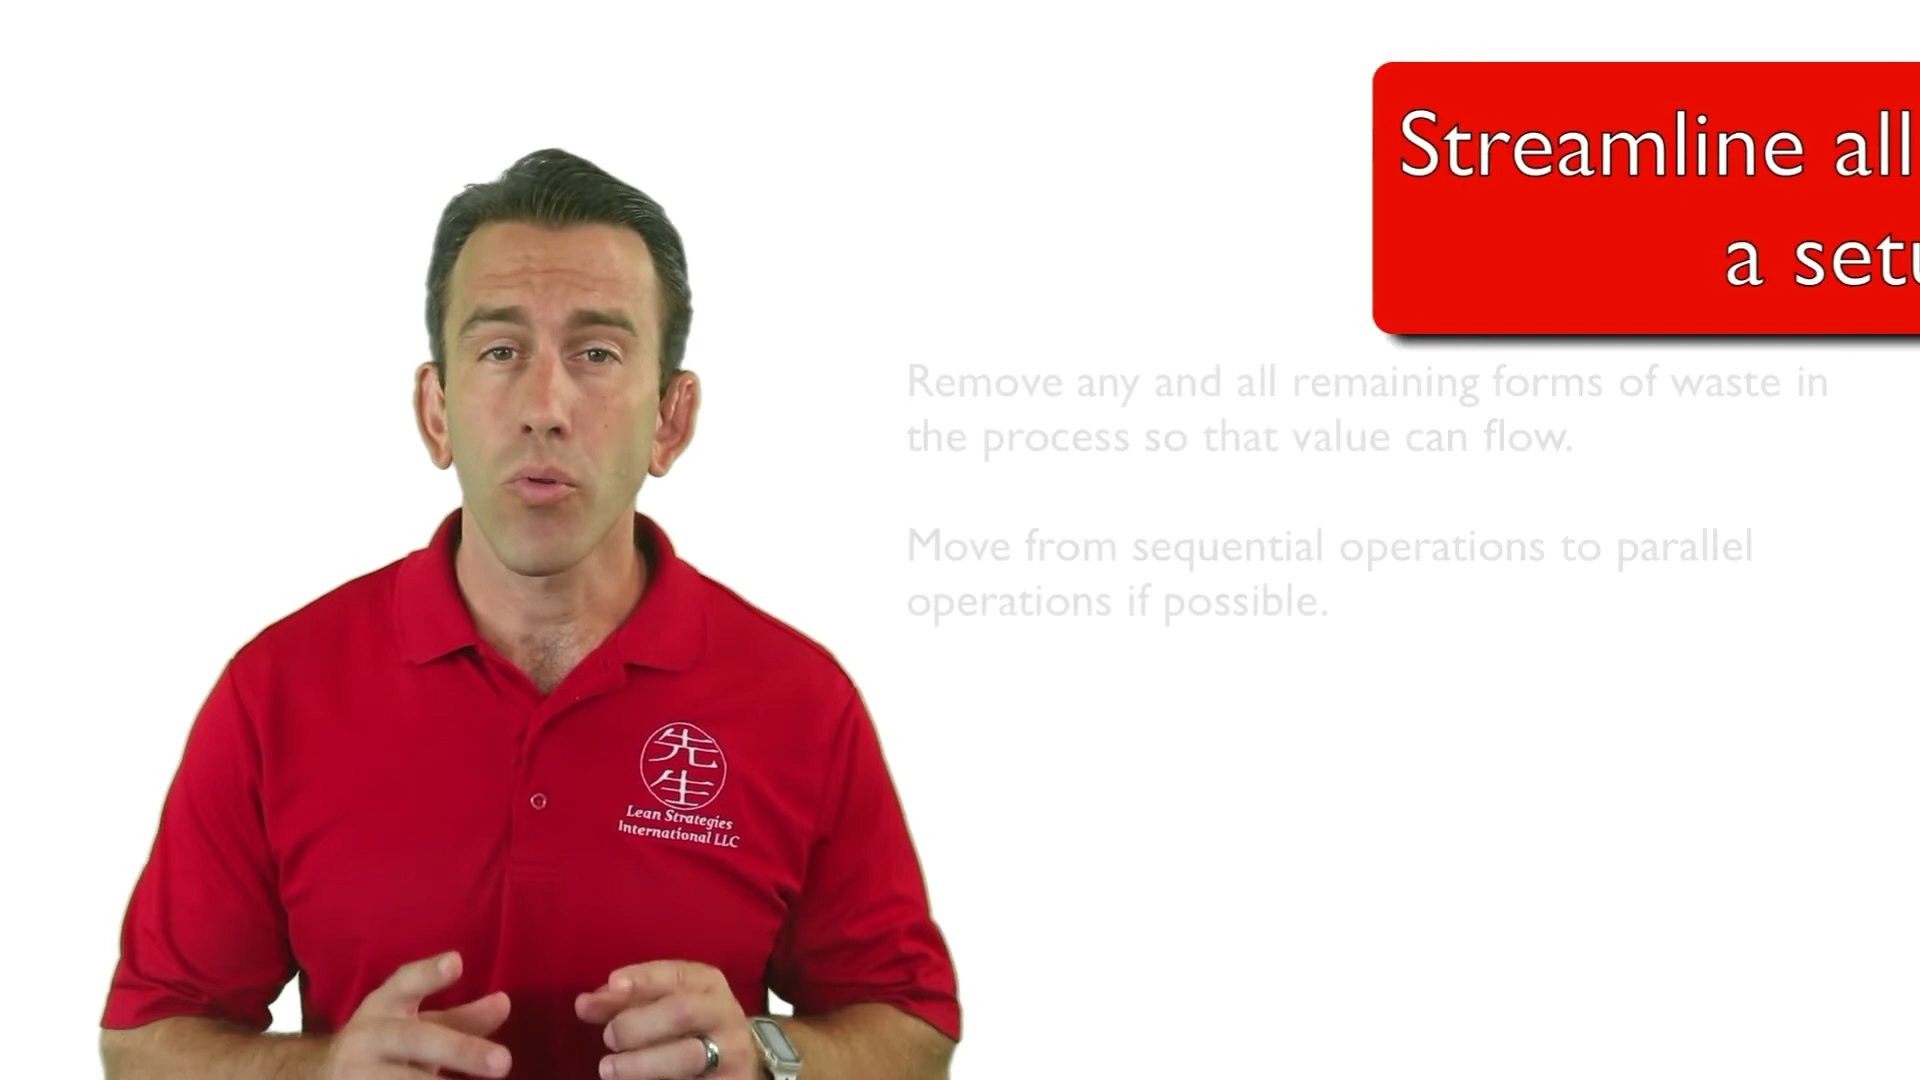 Streamline all
a setu
Remove any and all remaining forms of waste in
the process so that value can flow.
Move from sequential operations to parallel
operations if possible.
先
生
Lean Strategies
International LLC